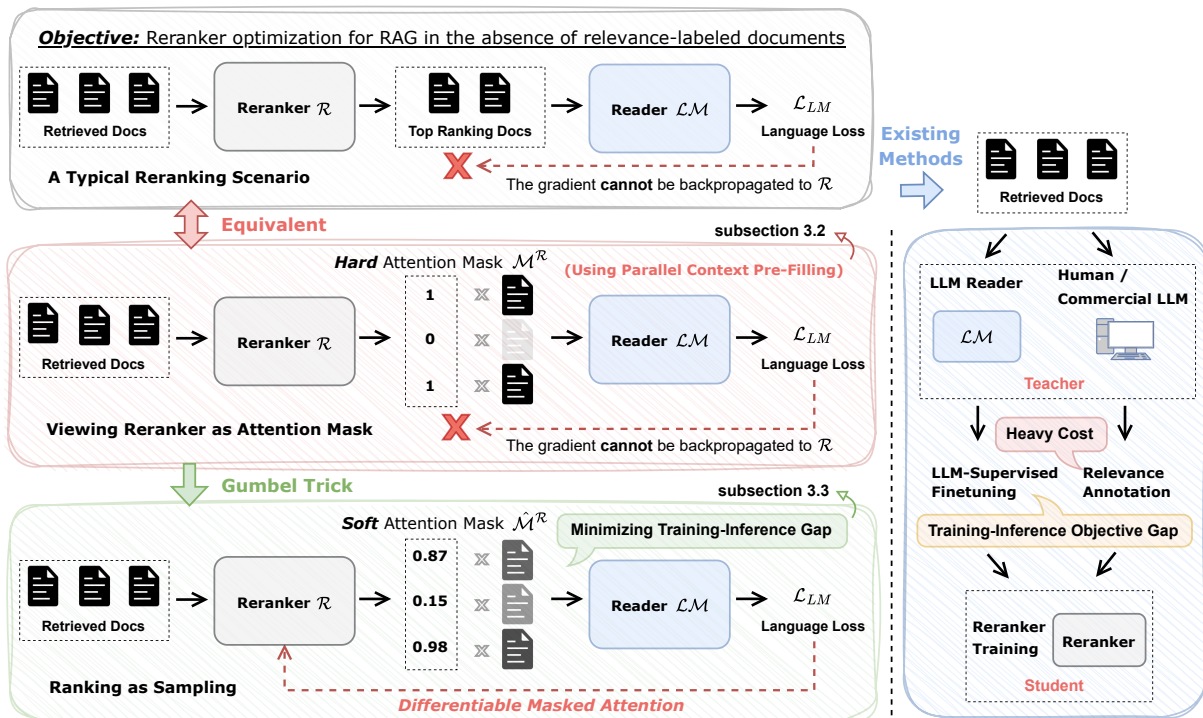 Objective: Reranker optimization for RAG in the absence of relevance-labeled documents
Retrieved Docs
Reranker R
Top Ranking Docs
Reader LM
L_LM
Language Loss
X
The gradient cannot be backpropagated to R
A Typical Reranking Scenario
Equivalent
subsection 3.2
Hard Attention Mask M^R
(Using Parallel Context Pre-Filling)
Retrieved Docs
Reranker R
1 X
0 X
1 X
Reader LM
L_LM
Language Loss
X
The gradient cannot be backpropagated to R
Viewing Reranker as Attention Mask
Gumbel Trick
subsection 3.3
Soft Attention Mask M̂^R
Minimizing Training-Inference Gap
Retrieved Docs
Reranker R
0.87 X
0.15 X
0.98 X
Reader LM
L_LM
Language Loss
Ranking as Sampling
Differentiable Masked Attention
Existing
Methods
Retrieved Docs
LLM Reader
LM
Human /
Commercial LLM
Teacher
Heavy Cost
LLM-Supervised
Finetuning
Relevance
Annotation
Training-Inference Objective Gap
Reranker
Training
Reranker
Student